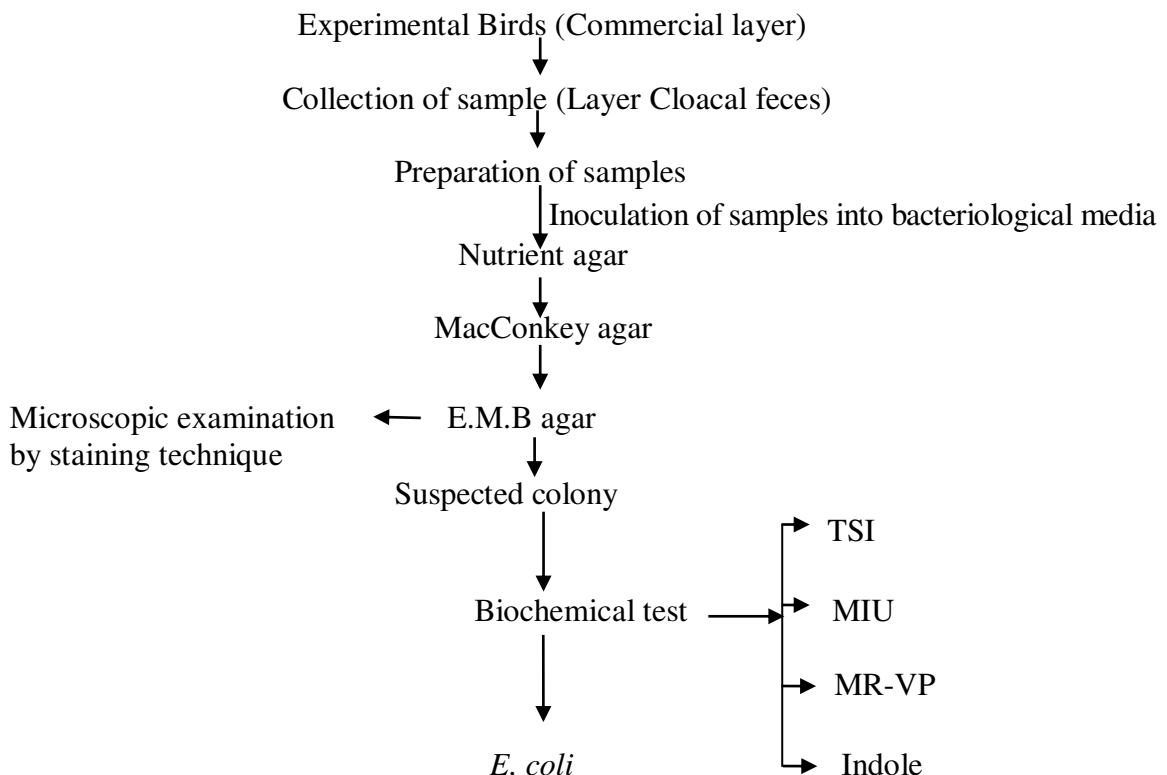 Experimental Birds (Commercial layer)
Collection of sample (Layer Cloacal feces)
Preparation of samples
Inoculation of samples into bacteriological media
Nutrient agar
MacConkey agar
E.M.B agar
Microscopic examination
by staining technique
Suspected colony
Biochemical test
TSI
MIU
MR-VP
Indole
E. coli